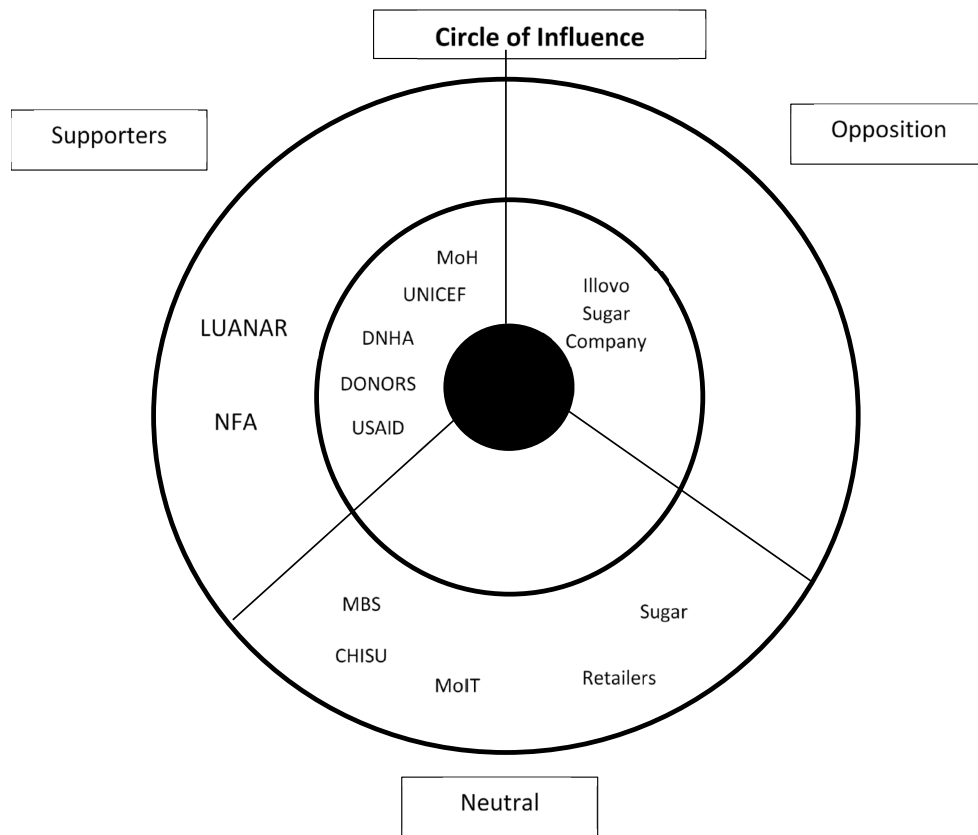 Circle of Influence
Supporters
Opposition
MoH
UNICEF
DNHA
DONORS
USAID
Illovo
Sugar
Company
LUANAR
NFA
MBS
CHISU
MoIT
Sugar
Retailers
Neutral